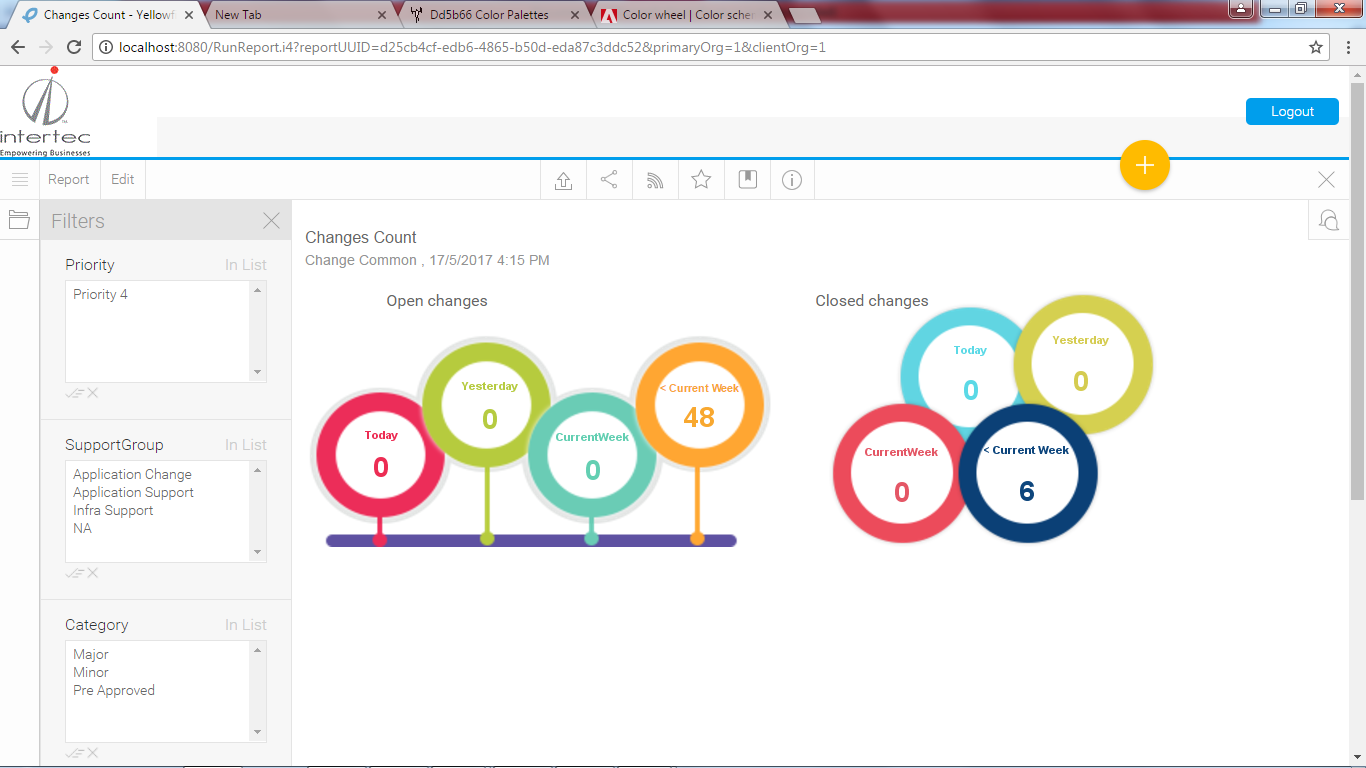 Changes Count - Yellowf
New Tab
Dd5b66 Color Palettes
Color wheel | Color scher
localhost:8080/RunReport.i4?reportUUID=d25cb4cf-edb6-4865-b50d-eda87c3ddc52&primaryOrg=1&clientOrg=1
intertec
Empowering Businesses
Logout
Report
Edit
Filters
Priority
In List
Priority 4
SupportGroup
In List
Application Change
Application Support
Infra Support
NA
Category
In List
Major
Minor
Pre Approved
Changes Count
Change Common , 17/5/2017 4:15 PM
Open changes
Today
0
Yesterday
0
CurrentWeek
0
< Current Week
48
Closed changes
Today
0
Yesterday
0
CurrentWeek
0
< Current Week
6